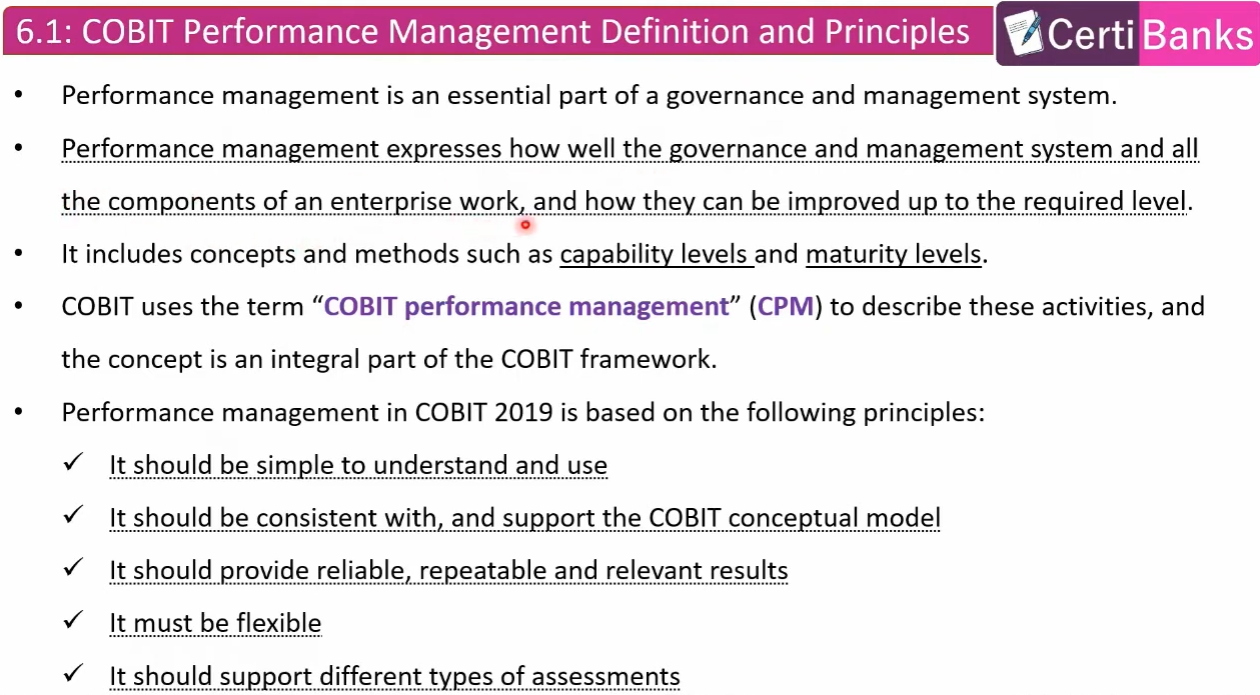 6.1: COBIT Performance Management Definition and Principles
CertiBanks
• Performance management is an essential part of a governance and management system.
• Performance management expresses how well the governance and management system and all
the components of an enterprise work, and how they can be improved up to the required level.
• It includes concepts and methods such as capability levels and maturity levels.
• COBIT uses the term “COBIT performance management” (CPM) to describe these activities, and
the concept is an integral part of the COBIT framework.
• Performance management in COBIT 2019 is based on the following principles:
✓ It should be simple to understand and use
✓ It should be consistent with, and support the COBIT conceptual model
✓ It should provide reliable, repeatable and relevant results
✓ It must be flexible
✓ It should support different types of assessments